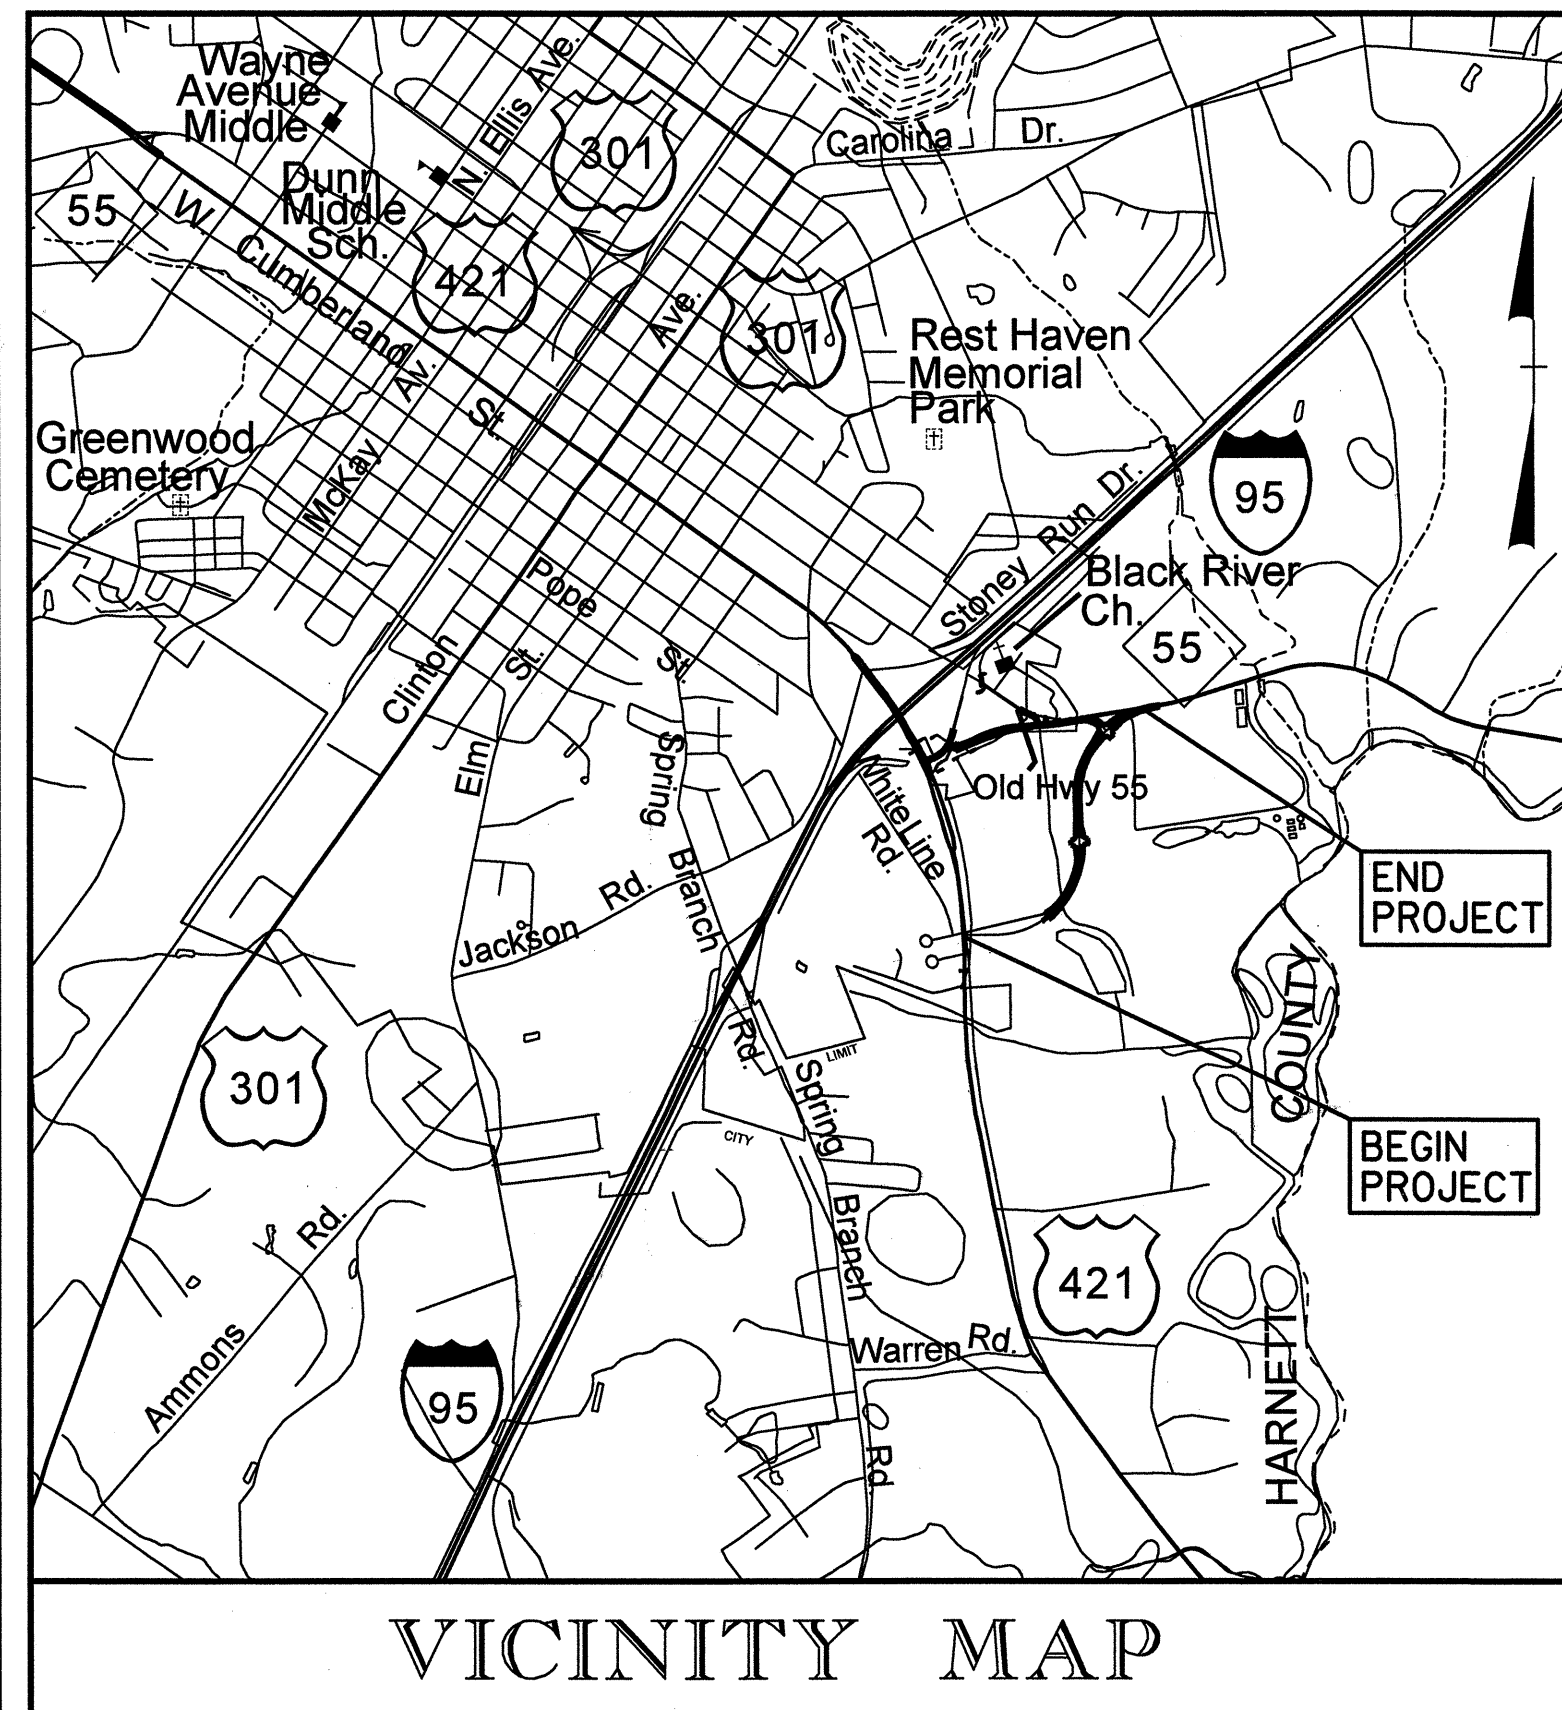 Wayne
Avenue
Middle
N. Ellis Ave.
301
Carolina Dr.
Dunn
Middle
Sch.
55
W Cumberland St.
421
Ave.
301
Rest Haven
Memorial
Park
McKay Av.
Greenwood
Cemetery
95
Stoney Run Dr.
Black River
Ch.
55
Pope St.
Clinton
St.
Elm
Spring
Branch
Rd.
Old Hwy 55
White Line
Rd.
Jackson Rd.
END
PROJECT
COUNTY
HARNETT
BEGIN
PROJECT
301
LIMIT
CITY
Spring
Branch
Rd.
421
Warren Rd.
Ammons Rd.
95
VICINITY MAP